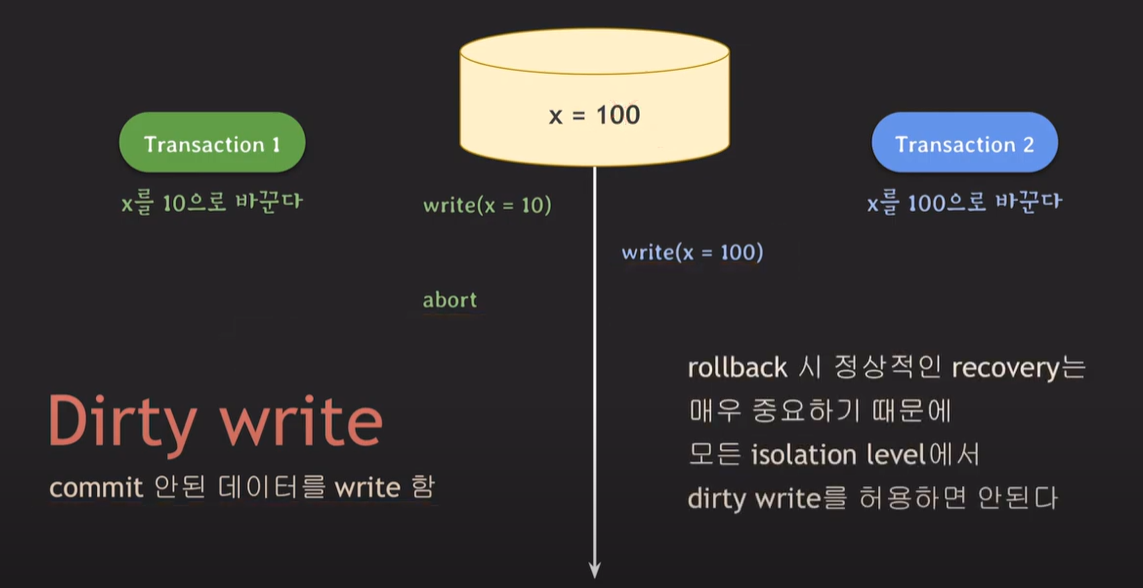 x = 100
Transaction 1
x를 10으로 바꾼다
write(x = 10)
Transaction 2
x를 100으로 바꾼다
write(x = 100)
abort
Dirty write
commit 안된 데이터를 write 함
rollback 시 정상적인 recovery는
매우 중요하기 때문에
모든 isolation level에서
dirty write를 허용하면 안된다